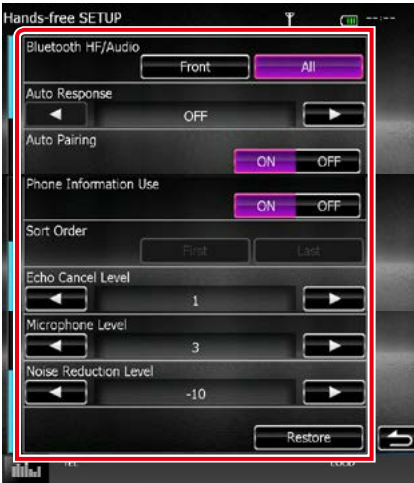 Hands-free SETUP --:--
Bluetooth HF/Audio
Front All
Auto Response
OFF
Auto Pairing
ON OFF
Phone Information Use
ON OFF
Sort Order
First Last
Echo Cancel Level
1
Microphone Level
3
Noise Reduction Level
-10
Restore